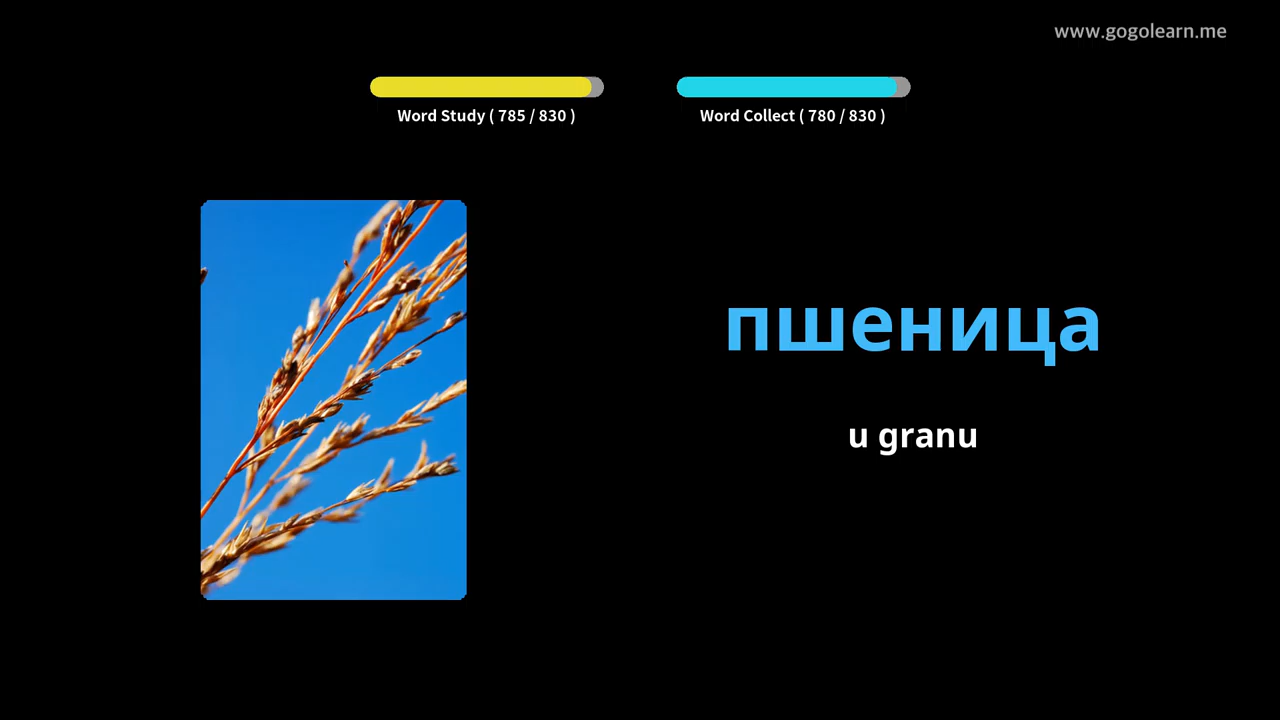 www.gogolearn.me
Word Study ( 785 / 830 )
Word Collect ( 780 / 830 )
пшеница
u granu